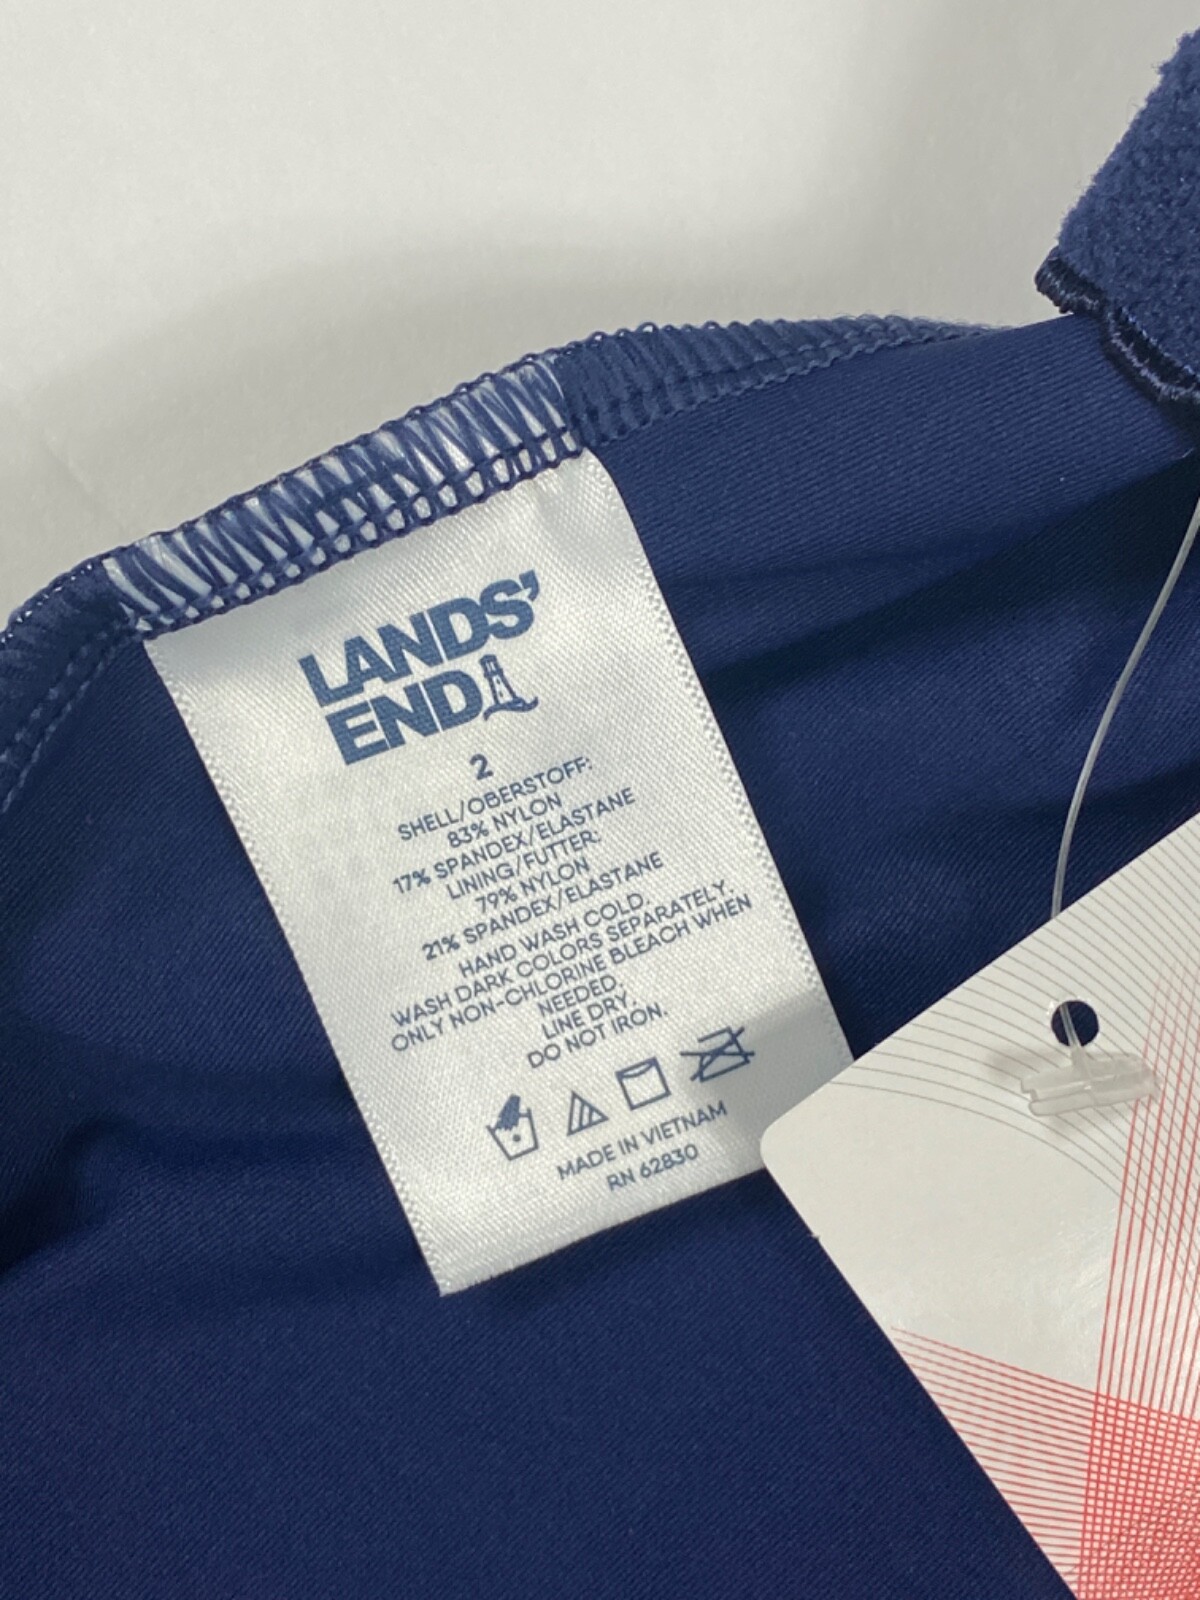 LANDS'
END
2
SHELL/OBERSTOFF:
83% NYLON
17% SPANDEX/ELASTANE
LINING/FUTTER:
79% NYLON
21% SPANDEX/ELASTANE
HAND WASH COLD.
WASH DARK COLORS SEPARATELY.
ONLY NON-CHLORINE BLEACH WHEN
NEEDED.
LINE DRY.
DO NOT IRON.
MADE IN VIETNAM
RN 62830